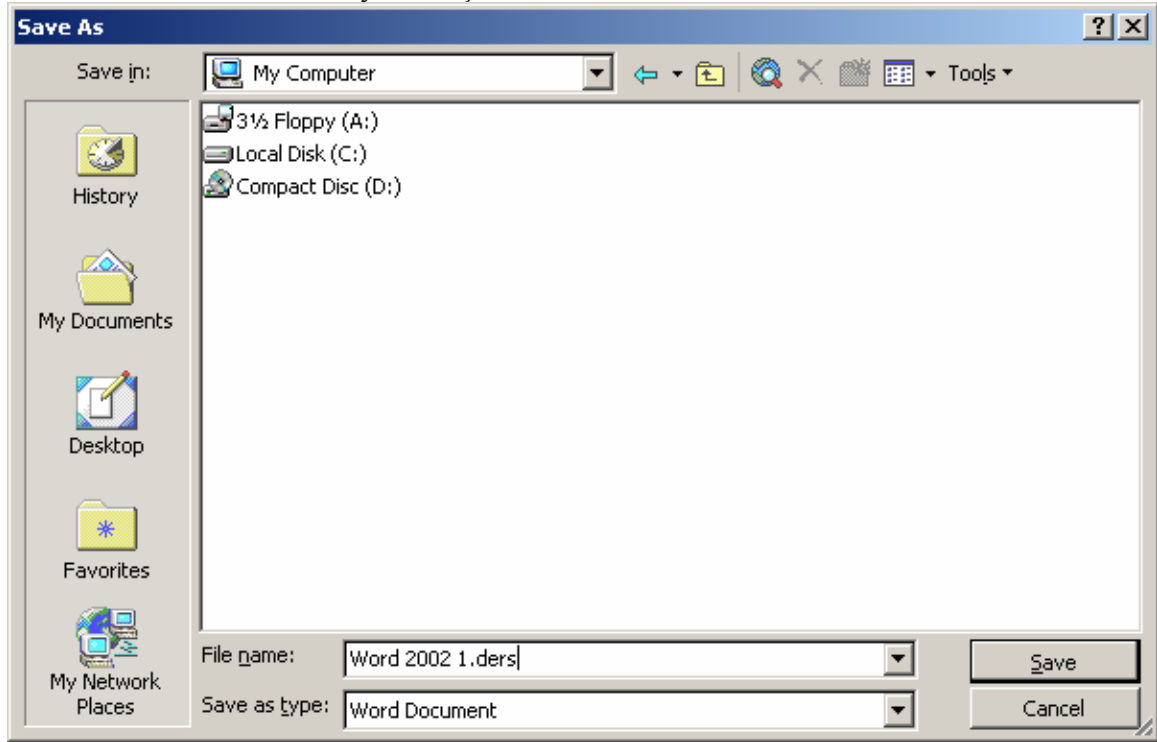 Save As
Save in:
My Computer
Tools
3½ Floppy (A:)
Local Disk (C:)
Compact Disc (D:)
History
My Documents
Desktop
Favorites
My Network
Places
File name:
Word 2002 1.ders
Save
Save as type:
Word Document
Cancel